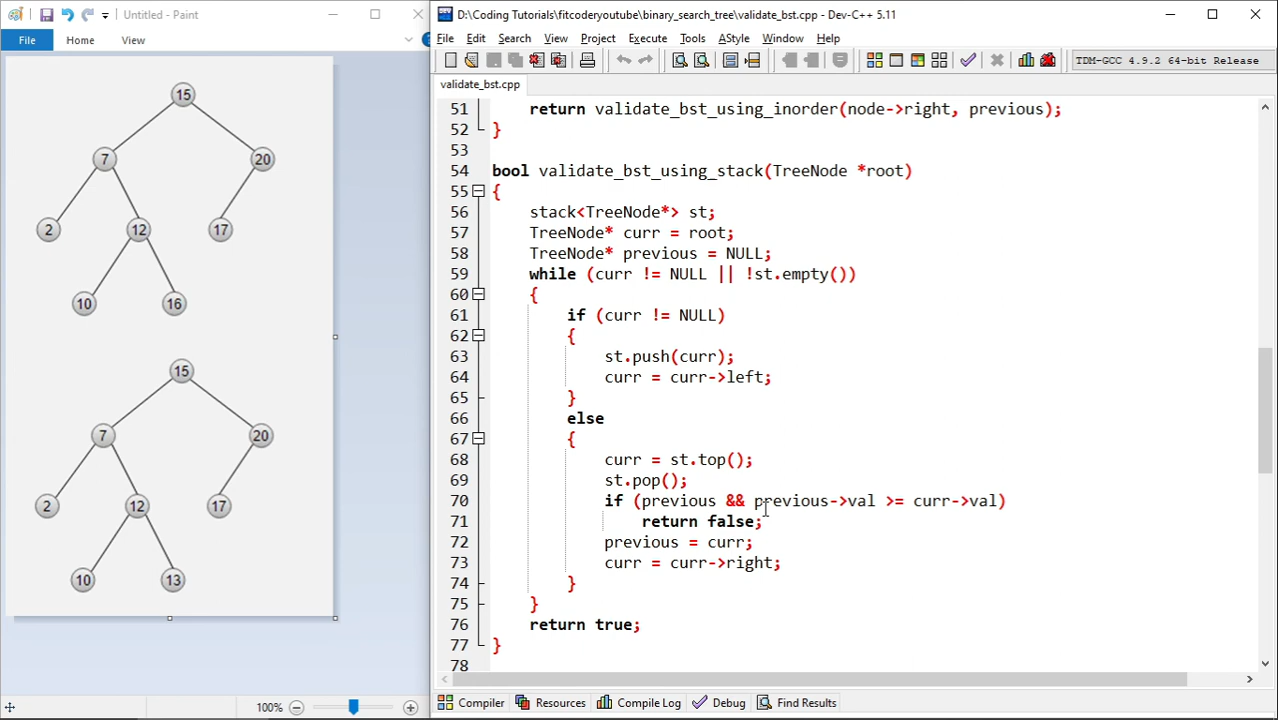 Untitled - Paint
File Home View
15
7 20
2 12 17
10 16
15
7 20
2 12 17
10 13
100%
D:\Coding Tutorials\fitcoderyoutube\binary_search_tree\validate_bst.cpp - Dev-C++ 5.11
File Edit Search View Project Execute Tools AStyle Window Help
TDM-GCC 4.9.2 64-bit Release
validate_bst.cpp
51 return validate_bst_using_inorder(node->right, previous);
52 }
53
54 bool validate_bst_using_stack(TreeNode *root)
55 {
56 stack<TreeNode*> st;
57 TreeNode* curr = root;
58 TreeNode* previous = NULL;
59 while (curr != NULL || !st.empty())
60 {
61 if (curr != NULL)
62 {
63 st.push(curr);
64 curr = curr->left;
65 }
66 else
67 {
68 curr = st.top();
69 st.pop();
70 if (previous && previous->val >= curr->val)
71 return false;
72 previous = curr;
73 curr = curr->right;
74 }
75 }
76 return true;
77 }
78
Compiler Resources Compile Log Debug Find Results